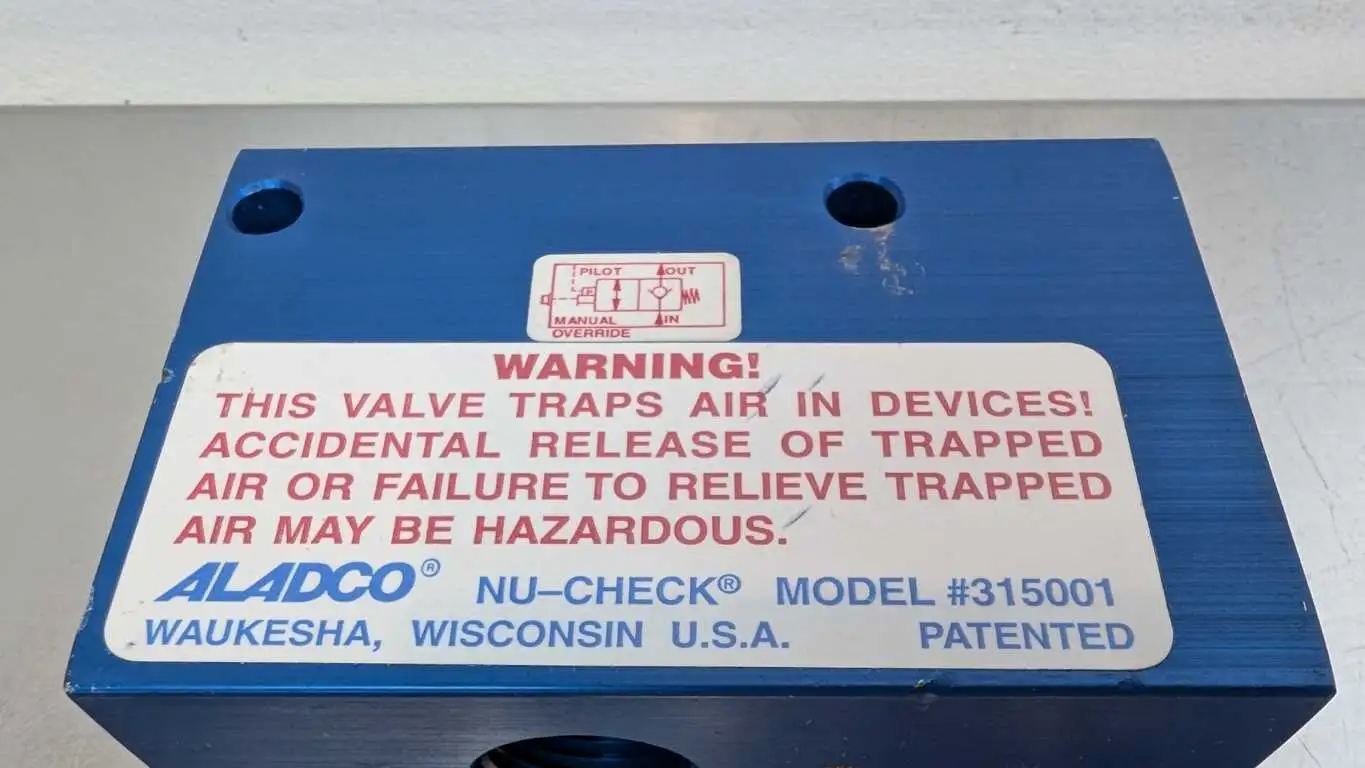 PILOT OUT
MANUAL IN
OVERRIDE
WARNING!
THIS VALVE TRAPS AIR IN DEVICES!
ACCIDENTAL RELEASE OF TRAPPED
AIR OR FAILURE TO RELIEVE TRAPPED
AIR MAY BE HAZARDOUS.
ALADCO® NU–CHECK® MODEL #315001
WAUKESHA, WISCONSIN U.S.A. PATENTED